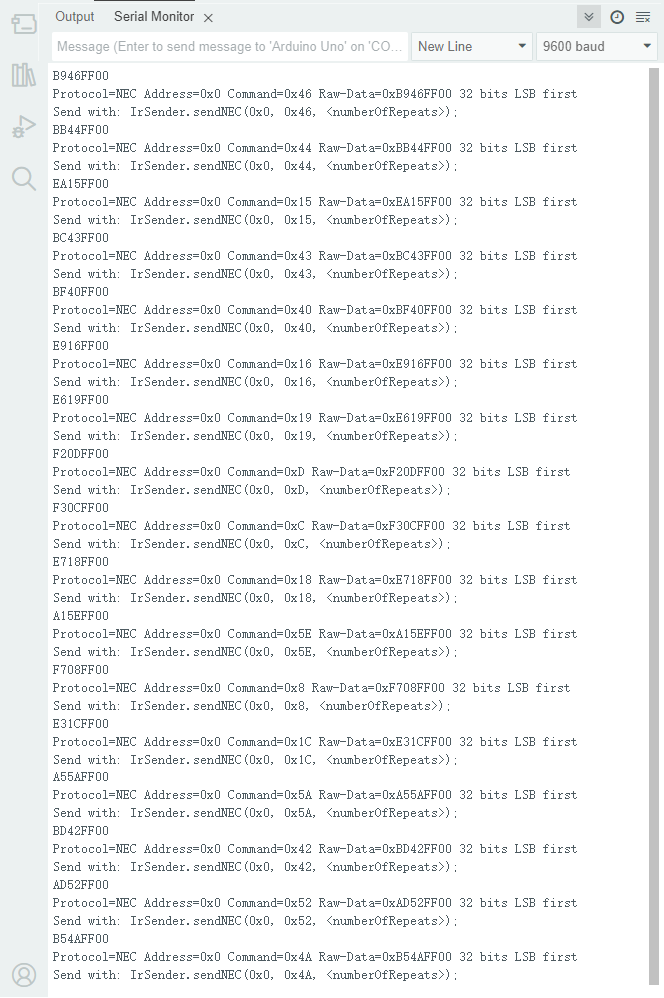 Output Serial Monitor
Message (Enter to send message to 'Arduino Uno' on 'CO... New Line 9600 baud
B946FF00
Protocol=NEC Address=0x0 Command=0x46 Raw-Data=0xB946FF00 32 bits LSB first
Send with: IrSender.sendNEC(0x0, 0x46, <numberOfRepeats>);
BB44FF00
Protocol=NEC Address=0x0 Command=0x44 Raw-Data=0xBB44FF00 32 bits LSB first
Send with: IrSender.sendNEC(0x0, 0x44, <numberOfRepeats>);
EA15FF00
Protocol=NEC Address=0x0 Command=0x15 Raw-Data=0xEA15FF00 32 bits LSB first
Send with: IrSender.sendNEC(0x0, 0x15, <numberOfRepeats>);
BC43FF00
Protocol=NEC Address=0x0 Command=0x43 Raw-Data=0xBC43FF00 32 bits LSB first
Send with: IrSender.sendNEC(0x0, 0x43, <numberOfRepeats>);
BF40FF00
Protocol=NEC Address=0x0 Command=0x40 Raw-Data=0xBF40FF00 32 bits LSB first
Send with: IrSender.sendNEC(0x0, 0x40, <numberOfRepeats>);
E916FF00
Protocol=NEC Address=0x0 Command=0x16 Raw-Data=0xE916FF00 32 bits LSB first
Send with: IrSender.sendNEC(0x0, 0x16, <numberOfRepeats>);
E619FF00
Protocol=NEC Address=0x0 Command=0x19 Raw-Data=0xE619FF00 32 bits LSB first
Send with: IrSender.sendNEC(0x0, 0x19, <numberOfRepeats>);
F20DFF00
Protocol=NEC Address=0x0 Command=0xD Raw-Data=0xF20DFF00 32 bits LSB first
Send with: IrSender.sendNEC(0x0, 0xD, <numberOfRepeats>);
F30CFF00
Protocol=NEC Address=0x0 Command=0xC Raw-Data=0xF30CFF00 32 bits LSB first
Send with: IrSender.sendNEC(0x0, 0xC, <numberOfRepeats>);
E718FF00
Protocol=NEC Address=0x0 Command=0x18 Raw-Data=0xE718FF00 32 bits LSB first
Send with: IrSender.sendNEC(0x0, 0x18, <numberOfRepeats>);
A15EFF00
Protocol=NEC Address=0x0 Command=0x5E Raw-Data=0xA15EFF00 32 bits LSB first
Send with: IrSender.sendNEC(0x0, 0x5E, <numberOfRepeats>);
F708FF00
Protocol=NEC Address=0x0 Command=0x8 Raw-Data=0xF708FF00 32 bits LSB first
Send with: IrSender.sendNEC(0x0, 0x8, <numberOfRepeats>);
E31CFF00
Protocol=NEC Address=0x0 Command=0x1C Raw-Data=0xE31CFF00 32 bits LSB first
Send with: IrSender.sendNEC(0x0, 0x1C, <numberOfRepeats>);
A55AFF00
Protocol=NEC Address=0x0 Command=0x5A Raw-Data=0xA55AFF00 32 bits LSB first
Send with: IrSender.sendNEC(0x0, 0x5A, <numberOfRepeats>);
BD42FF00
Protocol=NEC Address=0x0 Command=0x42 Raw-Data=0xBD42FF00 32 bits LSB first
Send with: IrSender.sendNEC(0x0, 0x42, <numberOfRepeats>);
AD52FF00
Protocol=NEC Address=0x0 Command=0x52 Raw-Data=0xAD52FF00 32 bits LSB first
Send with: IrSender.sendNEC(0x0, 0x52, <numberOfRepeats>);
B54AFF00
Protocol=NEC Address=0x0 Command=0x4A Raw-Data=0xB54AFF00 32 bits LSB first
Send with: IrSender.sendNEC(0x0, 0x4A, <numberOfRepeats>);